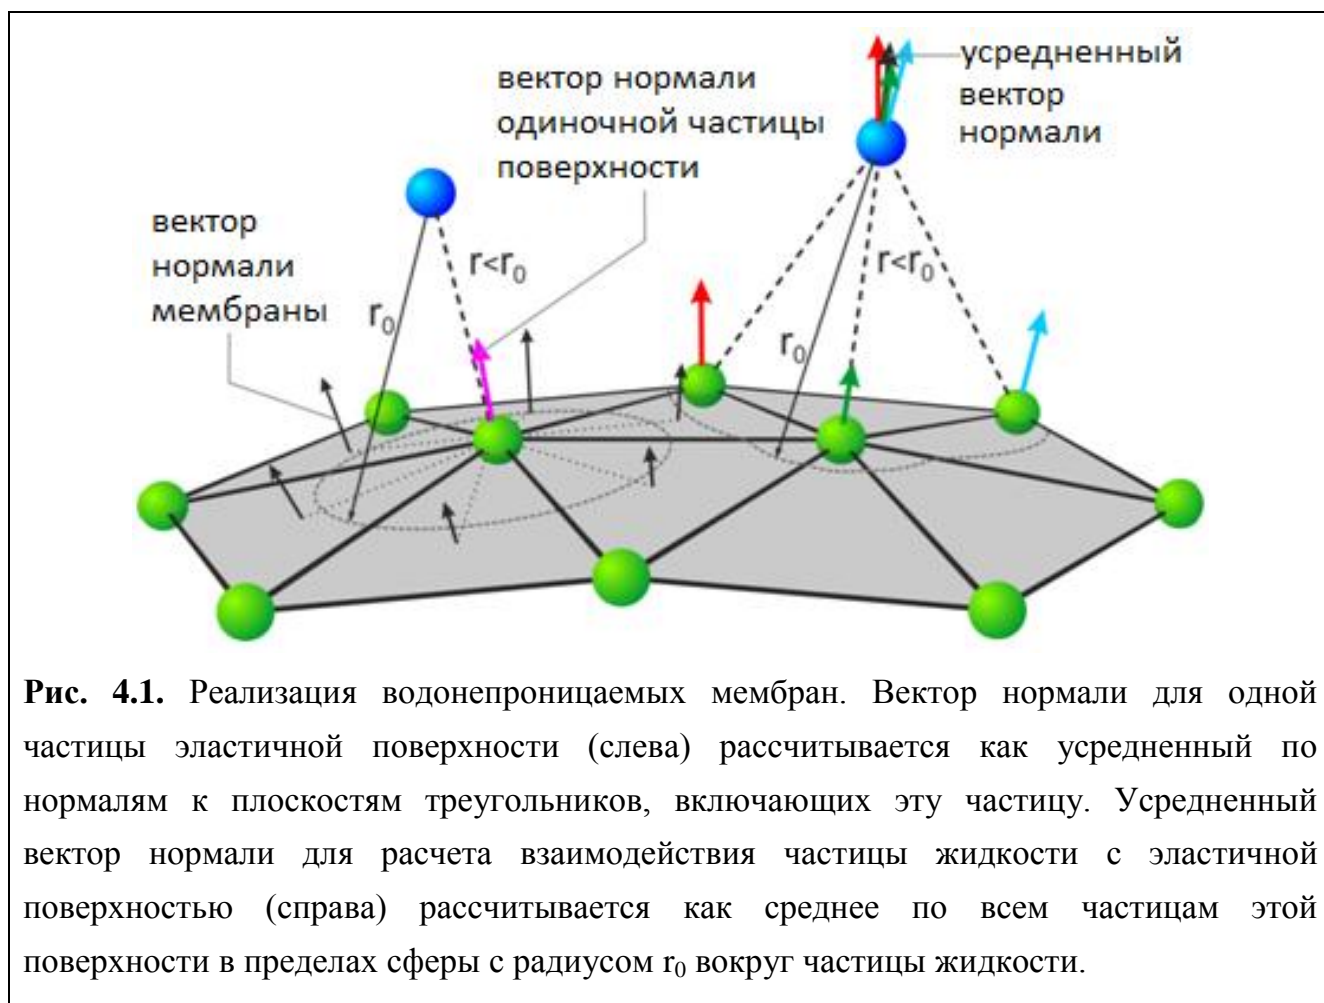 вектор нормали
одиночной частицы
поверхности
усредненный
вектор
нормали
вектор
нормали
мембраны
r<r₀
r₀
r<r₀
r₀
Рис. 4.1. Реализация водонепроницаемых мембран. Вектор нормали для одной
частицы эластичной поверхности (слева) рассчитывается как усредненный по
нормалям к плоскостям треугольников, включающих эту частицу. Усредненный
вектор нормали для расчета взаимодействия частицы жидкости с эластичной
поверхностью (справа) рассчитывается как среднее по всем частицам этой
поверхности в пределах сферы с радиусом r₀ вокруг частицы жидкости.